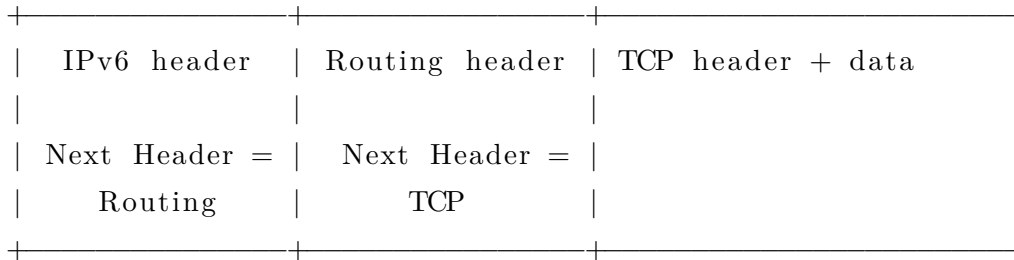 +---------------+----------------+------------------------
| IPv6 header | Routing header | TCP header + data
| | |
| Next Header = | Next Header = |
| Routing | TCP |
+---------------+----------------+------------------------